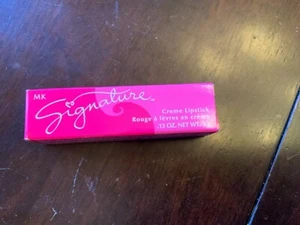 MK
Signature®
Creme Lipstick
Rouge à lèvres en crème
.13 OZ. NET WT./